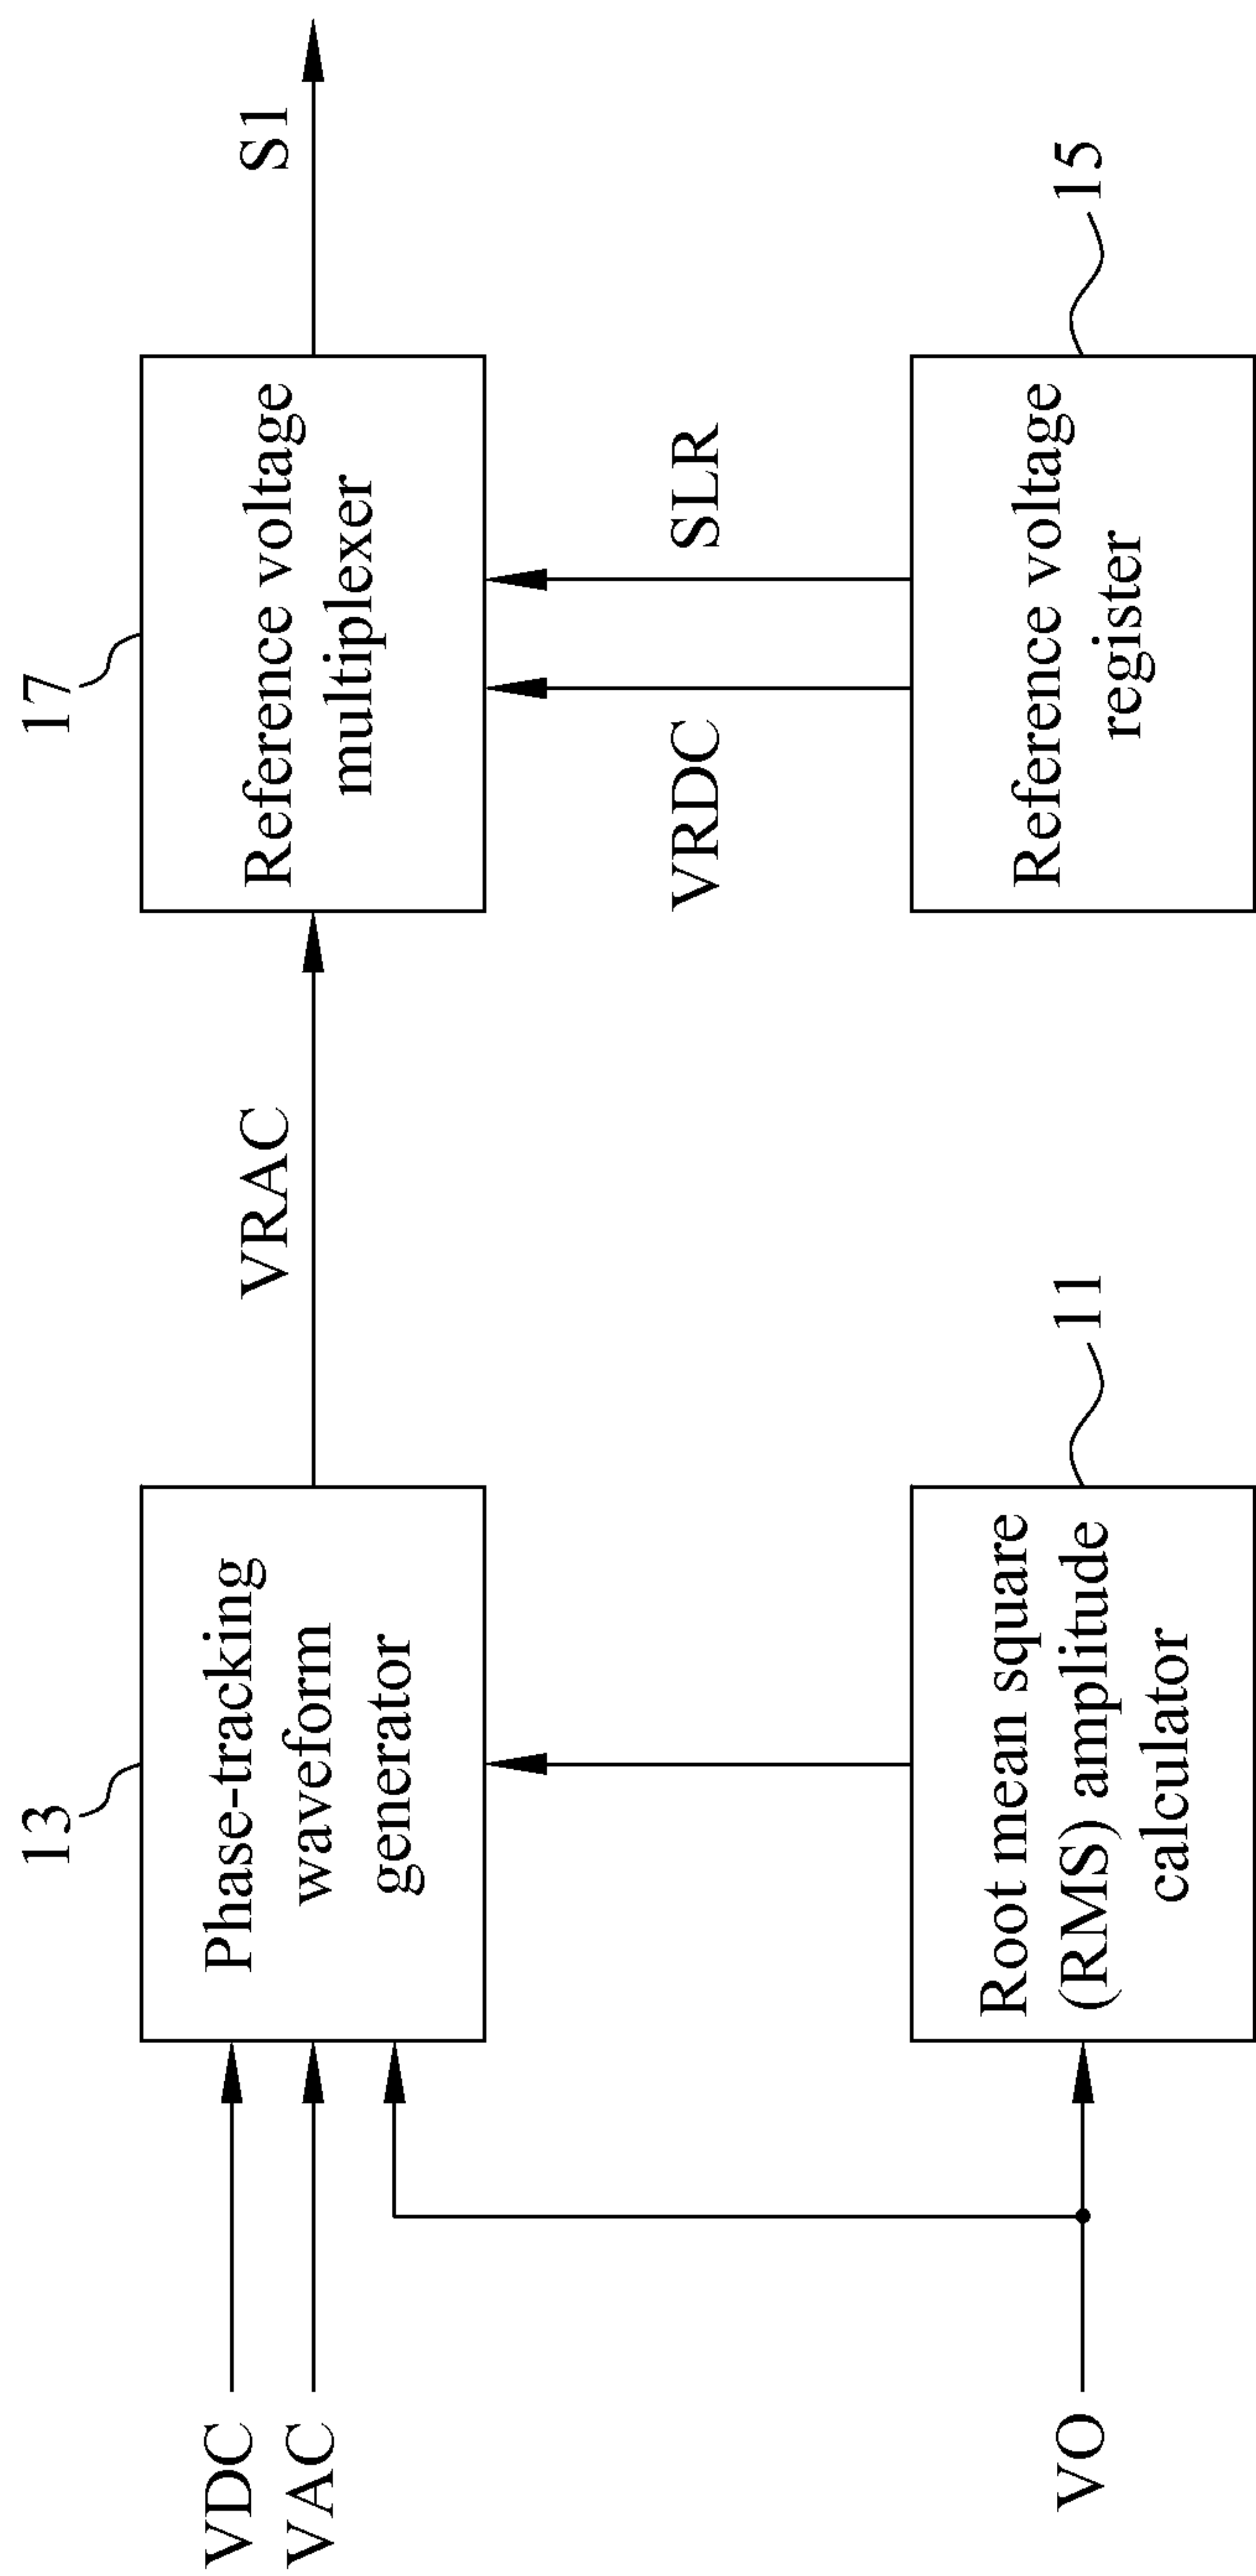 13
17
VDC
VAC
Phase-tracking
waveform
generator
VRAC
Reference voltage
multiplexer
S1
VRDC
SLR
VO
Root mean square
(RMS) amplitude
calculator
11
Reference voltage
register
15